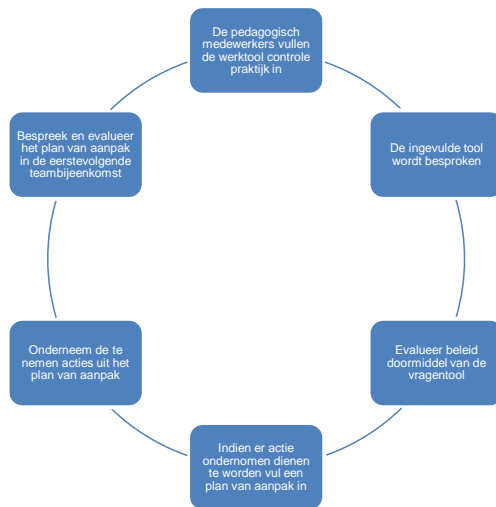 De pedagogisch
medewerkers vullen
de werktool controle
praktijk in
De ingevulde tool
wordt besproken
Evalueer beleid
doormiddel van de
vragentool
Indien er actie
ondernomen dienen
te worden vul een
plan van aanpak in
Onderneem de te
nemen acties uit het
plan van aanpak
Bespreek en evalueer
het plan van aanpak
in de eerstevolgende
teambijeenkomst